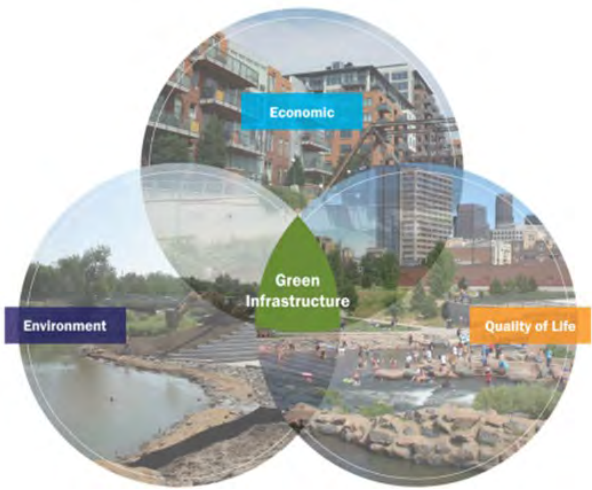 Economic
Green
Infrastructure
Environment
Quality of Life